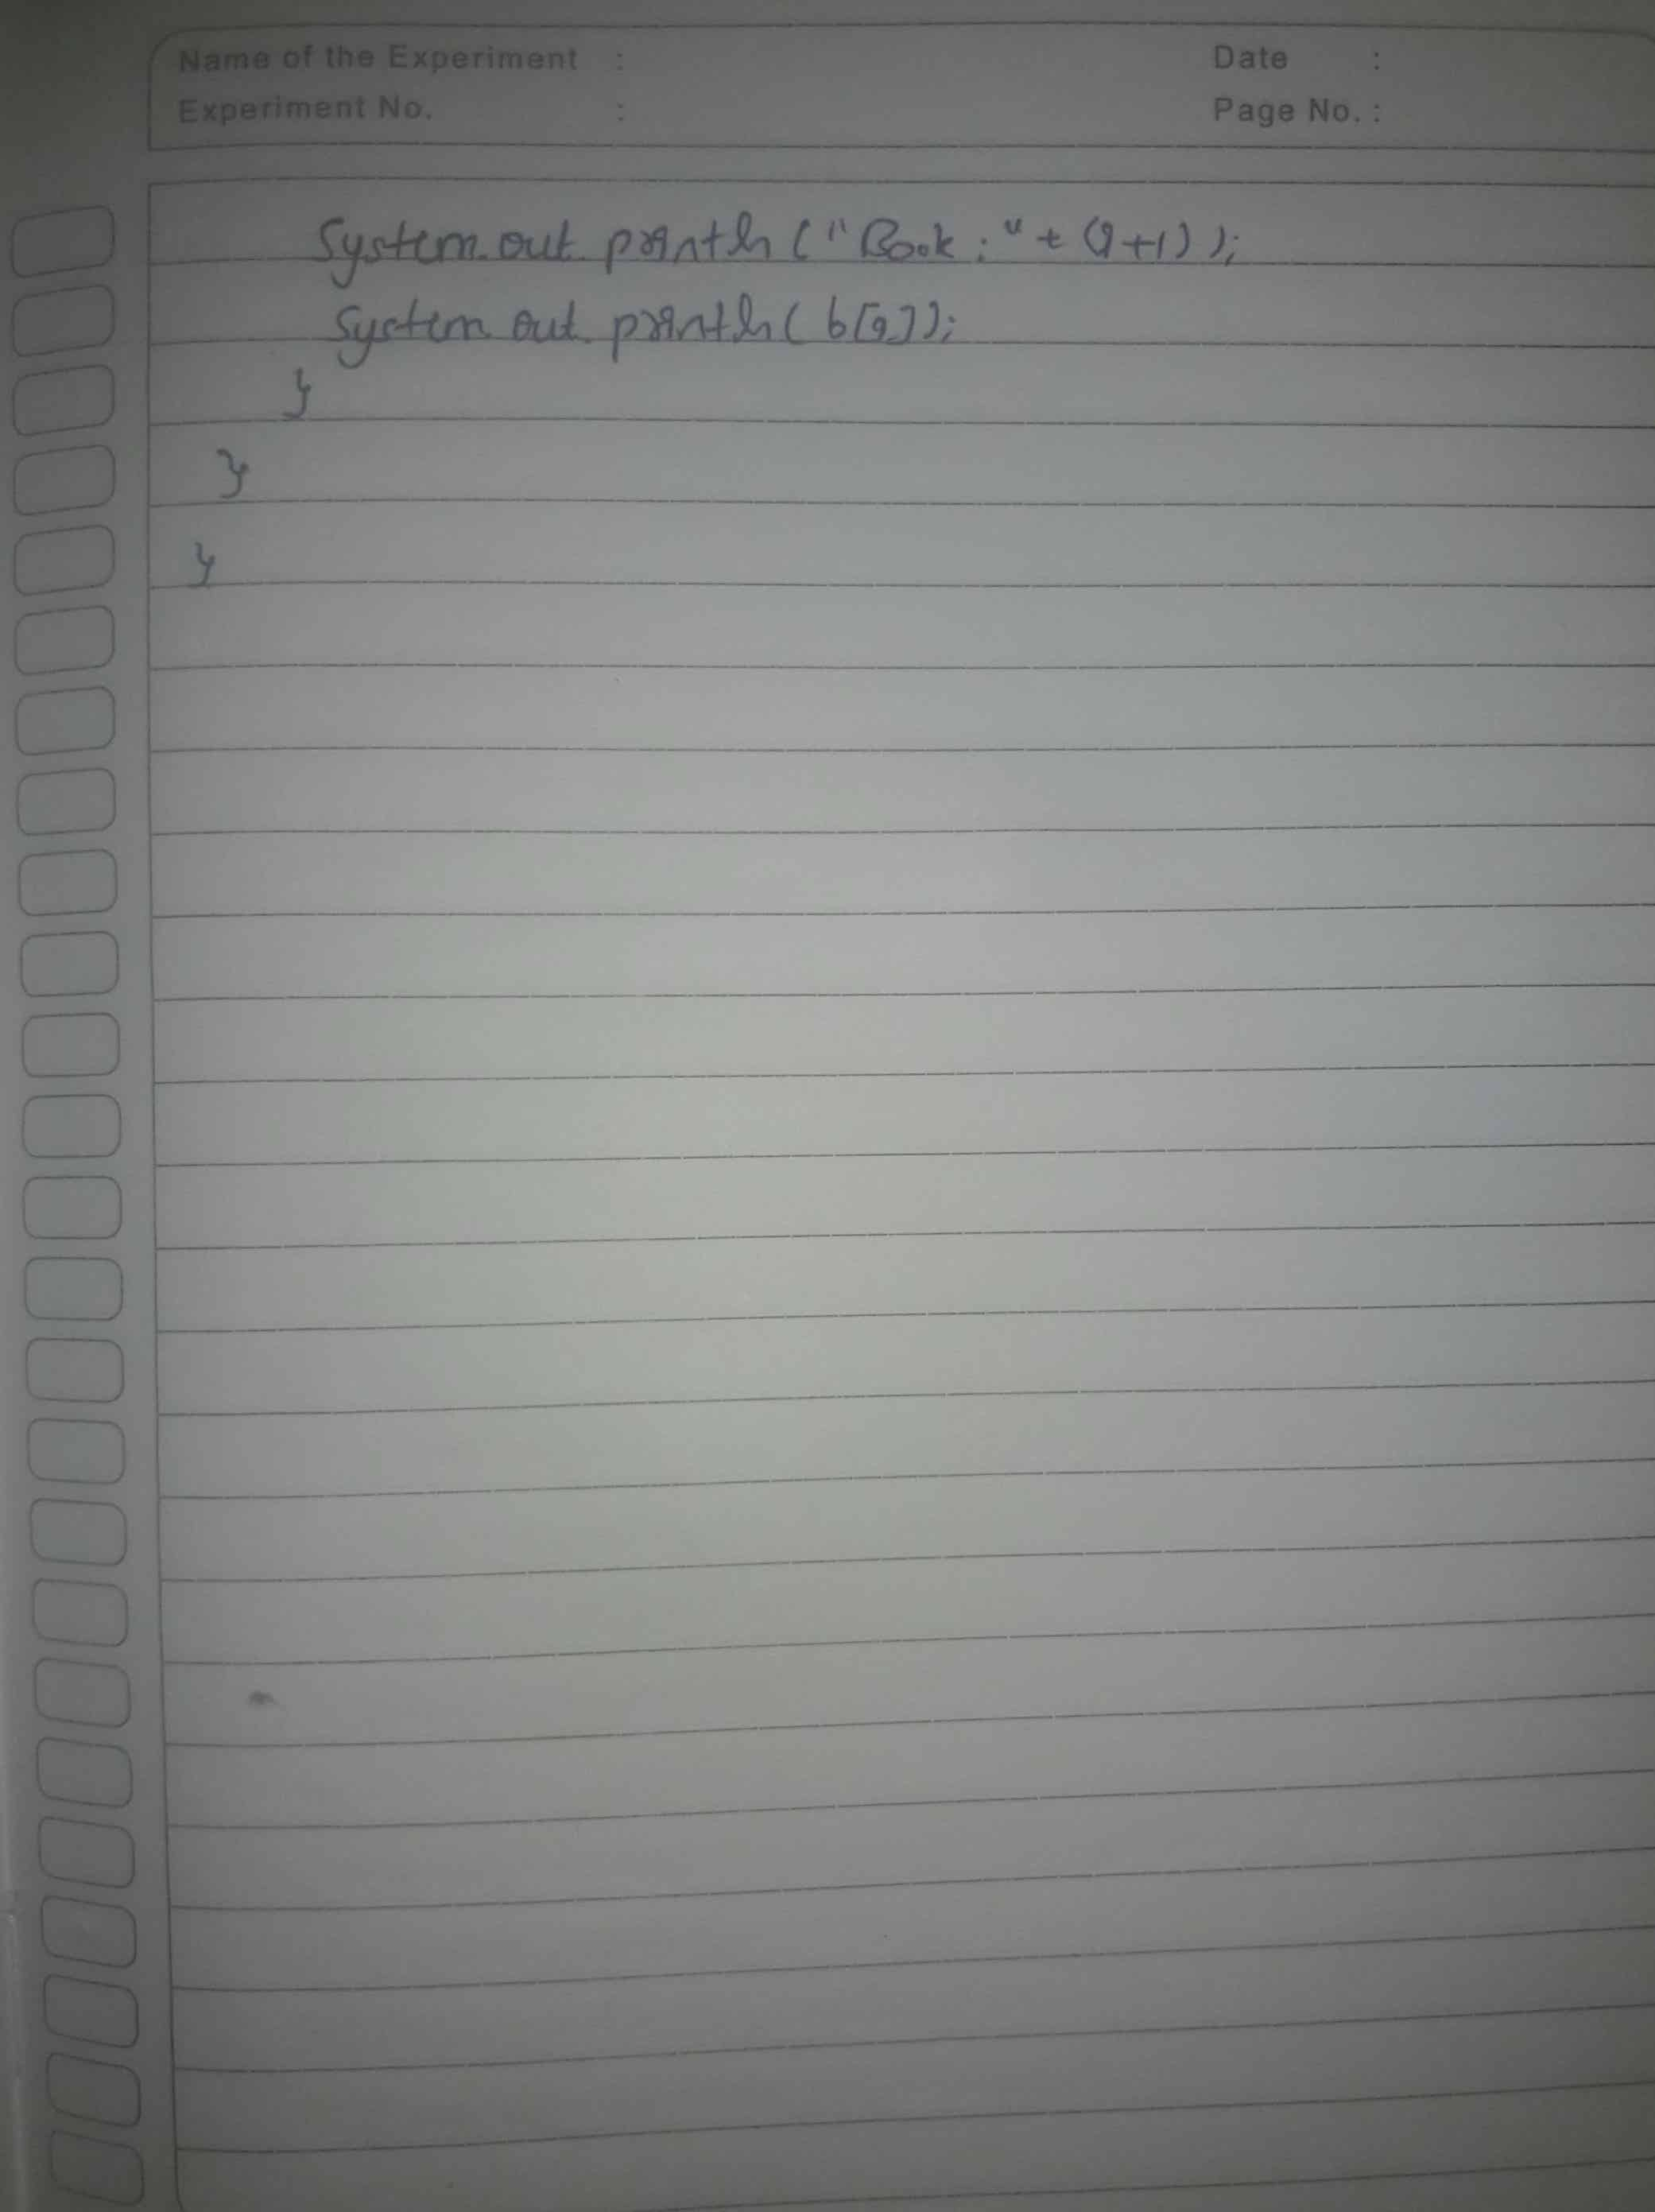 Name of the Experiment :
Date :
Experiment No. :
Page No. :
System.out.println("Book:"+(i+1));
System.out.println(b[i]);
}
}
}